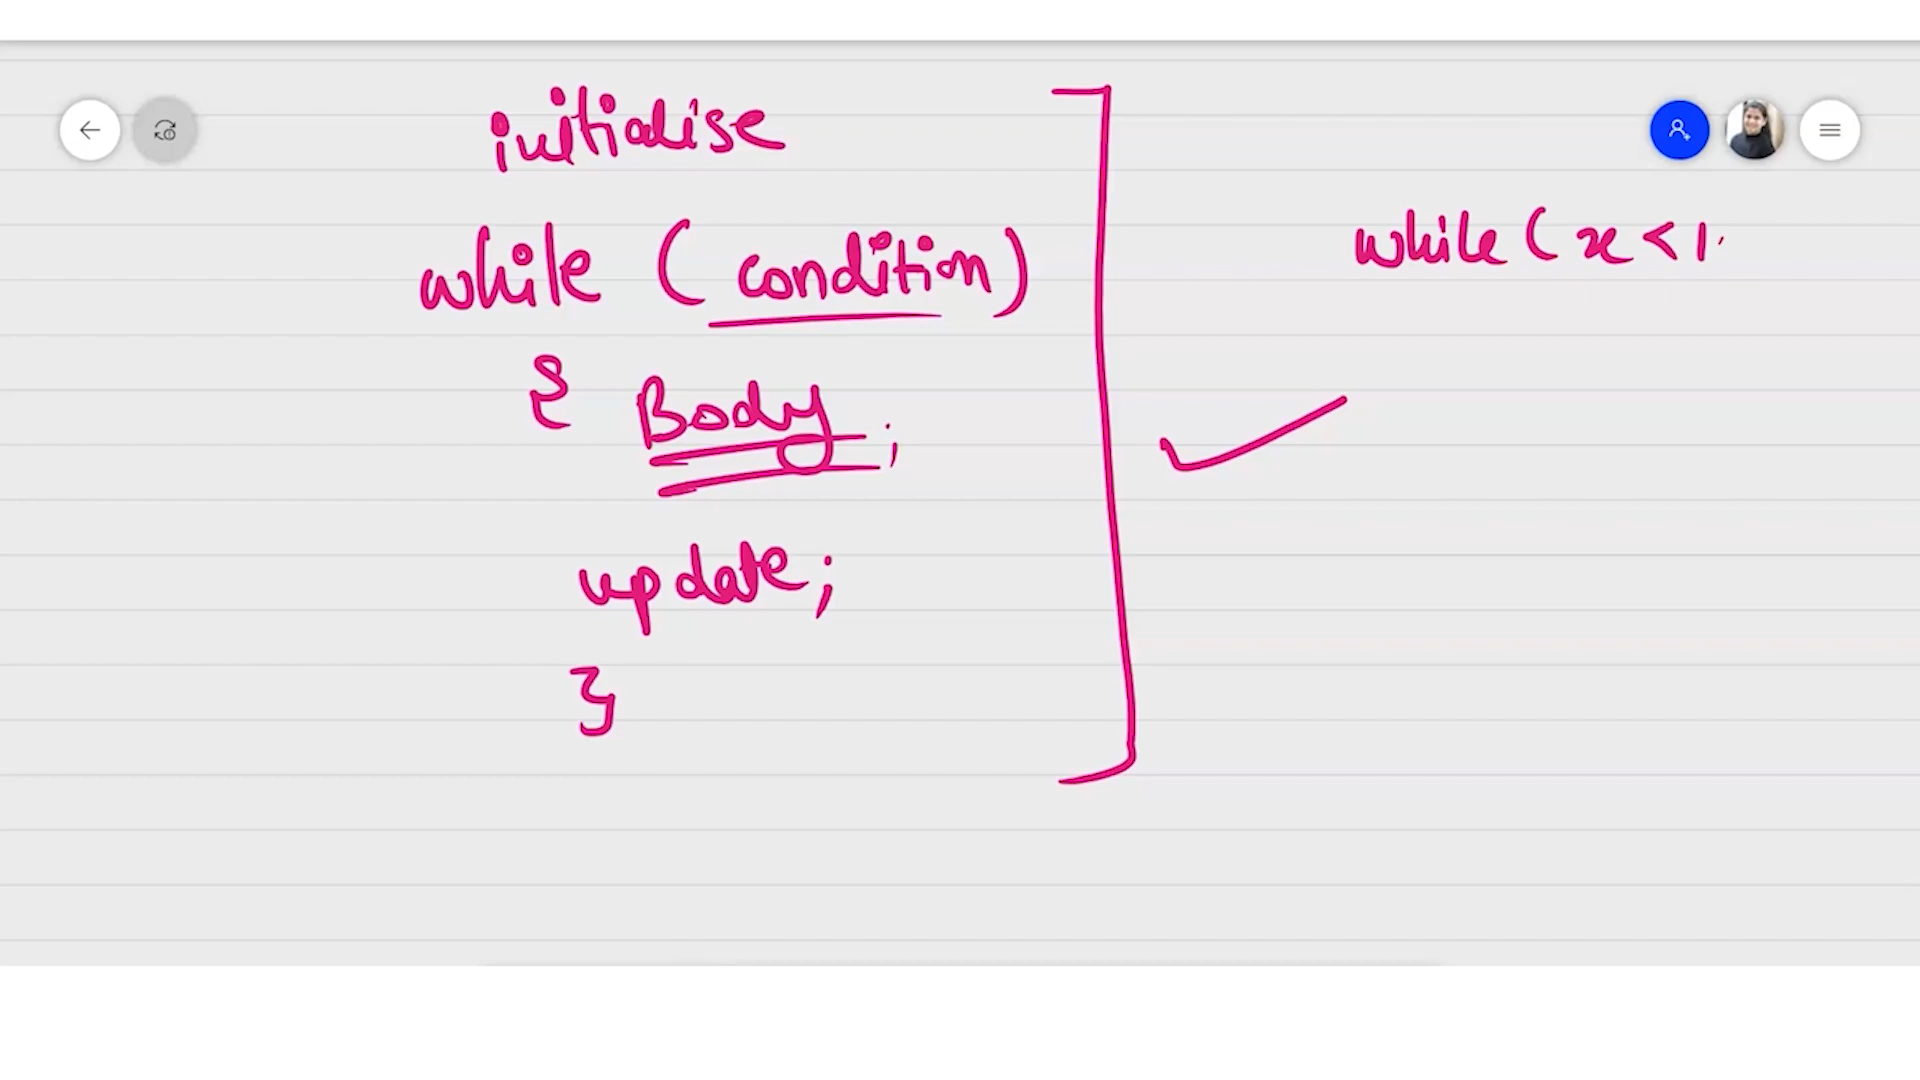 initialise
while (condition)
{ Body;
update;
}
while (x < 1